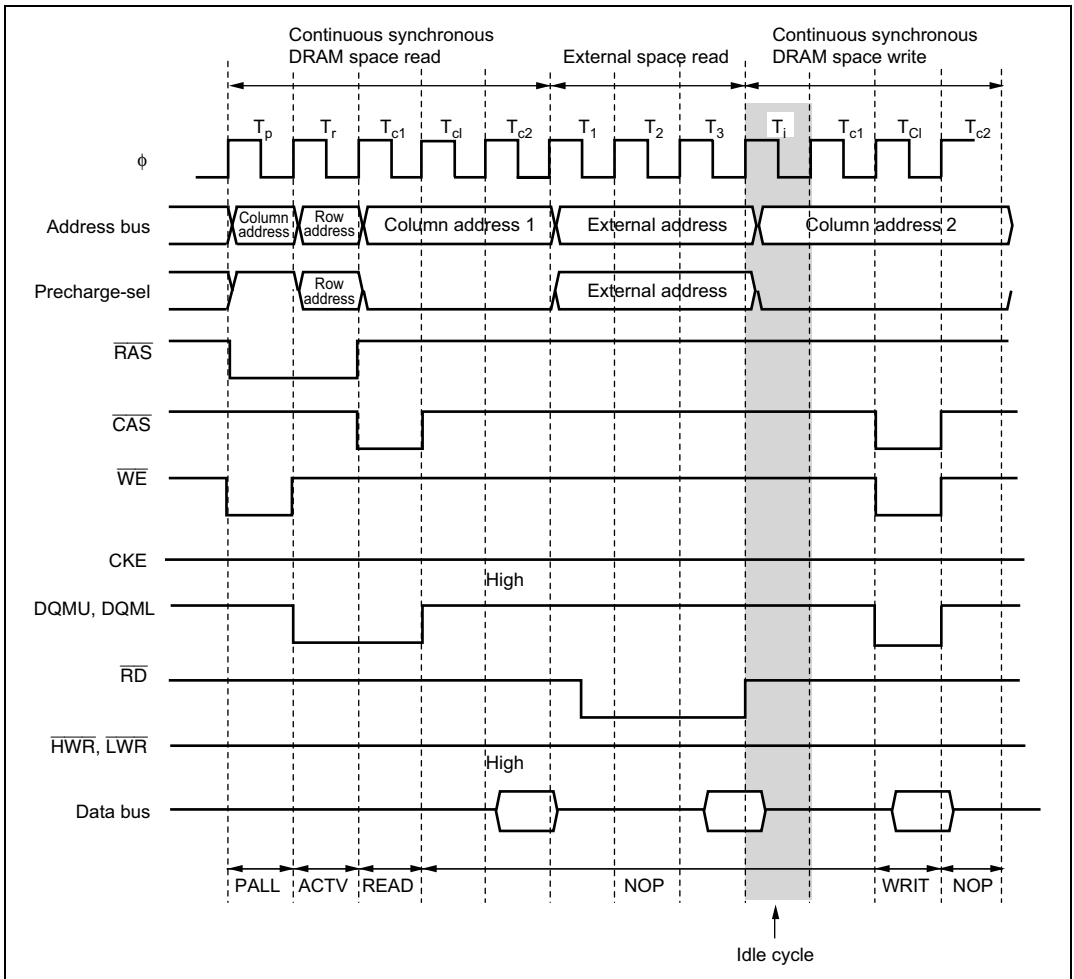 Continuous synchronous
DRAM space read
External space read
Continuous synchronous
DRAM space write
Tp Tr Tc1 Tcl Tc2 T1 T2 T3 Ti Tc1 TCl Tc2
ϕ
Address bus
Column
address
Row
address
Column address 1
External address
Column address 2
Precharge-sel
Row
address
External address
RAS
CAS
WE
CKE
High
DQMU, DQML
RD
HWR, LWR
High
Data bus
PALL ACTV READ NOP WRIT NOP
Idle cycle